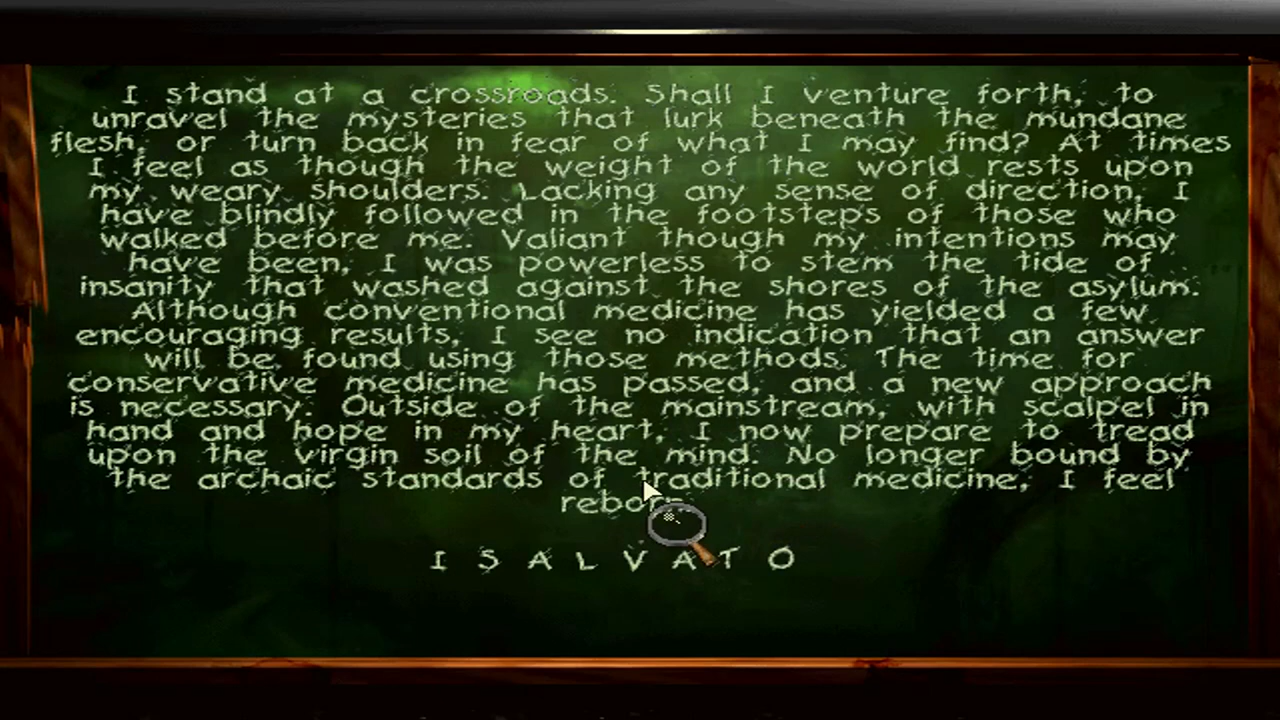 I stand at a crossroads. Shall I venture forth, to
unravel the mysteries that lurk beneath the mundane
flesh, or turn back in fear of what I may find? At times
I feel as though the weight of the world rests upon
my weary shoulders. Lacking any sense of direction, I
have blindly followed in the footsteps of those who
walked before me. Valiant though my intentions may
have been, I was powerless to stem the tide of
insanity that washed against the shores of the asylum.
Although conventional medicine has yielded a few
encouraging results, I see no indication that an answer
will be found using those methods. The time for
conservative medicine has passed, and a new approach
is necessary. Outside of the mainstream, with scalpel in
hand and hope in my heart, I now prepare to tread
upon the virgin soil of the mind. No longer bound by
the archaic standards of traditional medicine, I feel
reborn.
I S A L V A T O